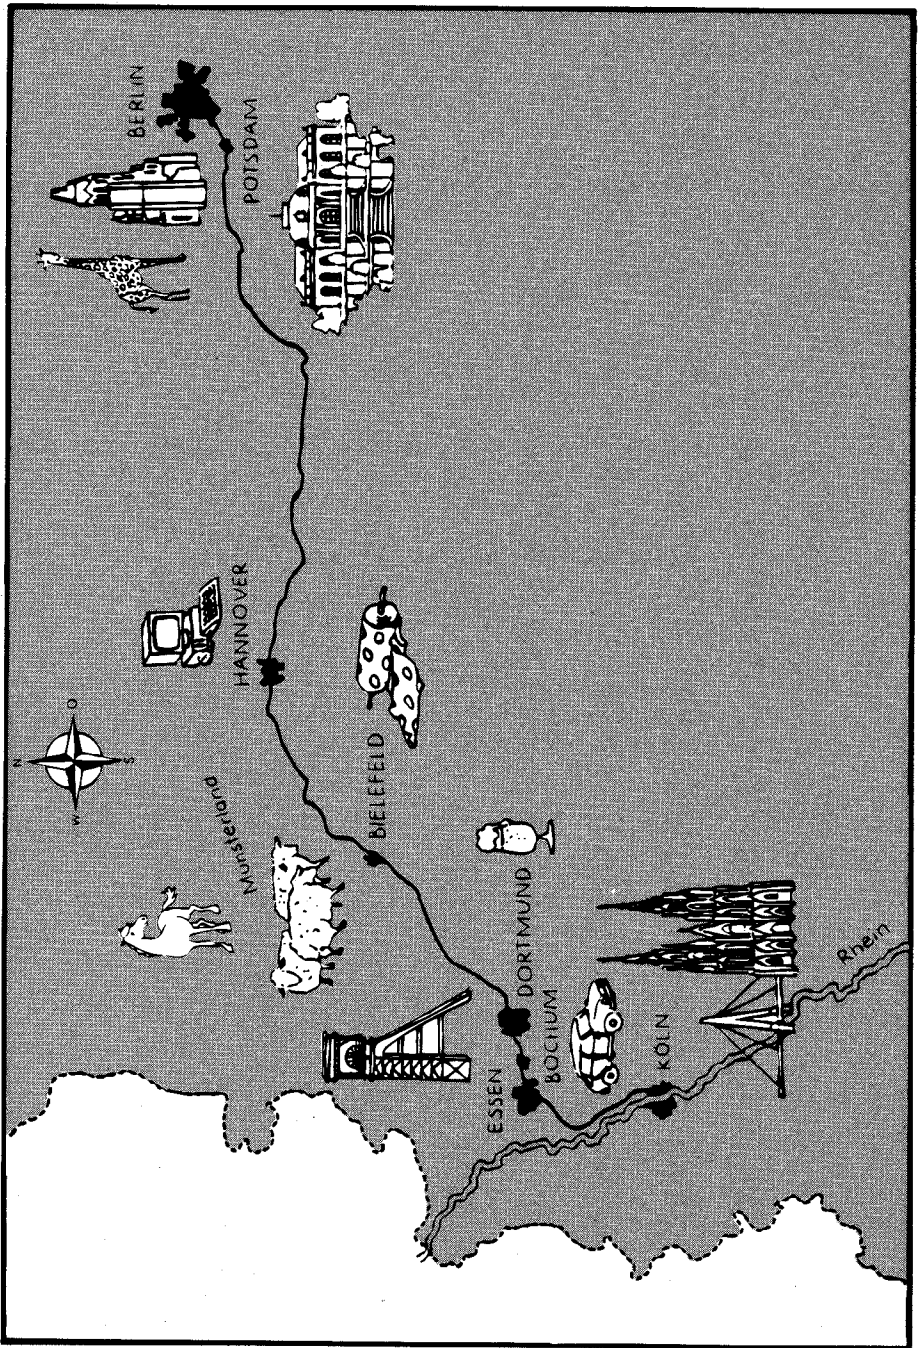 BERLIN
POTSDAM
HANNOVER
N
O
S
W
Münsterland
BIELEFELD
DORTMUND
BOCHUM
ESSEN
KÖLN
Rhein